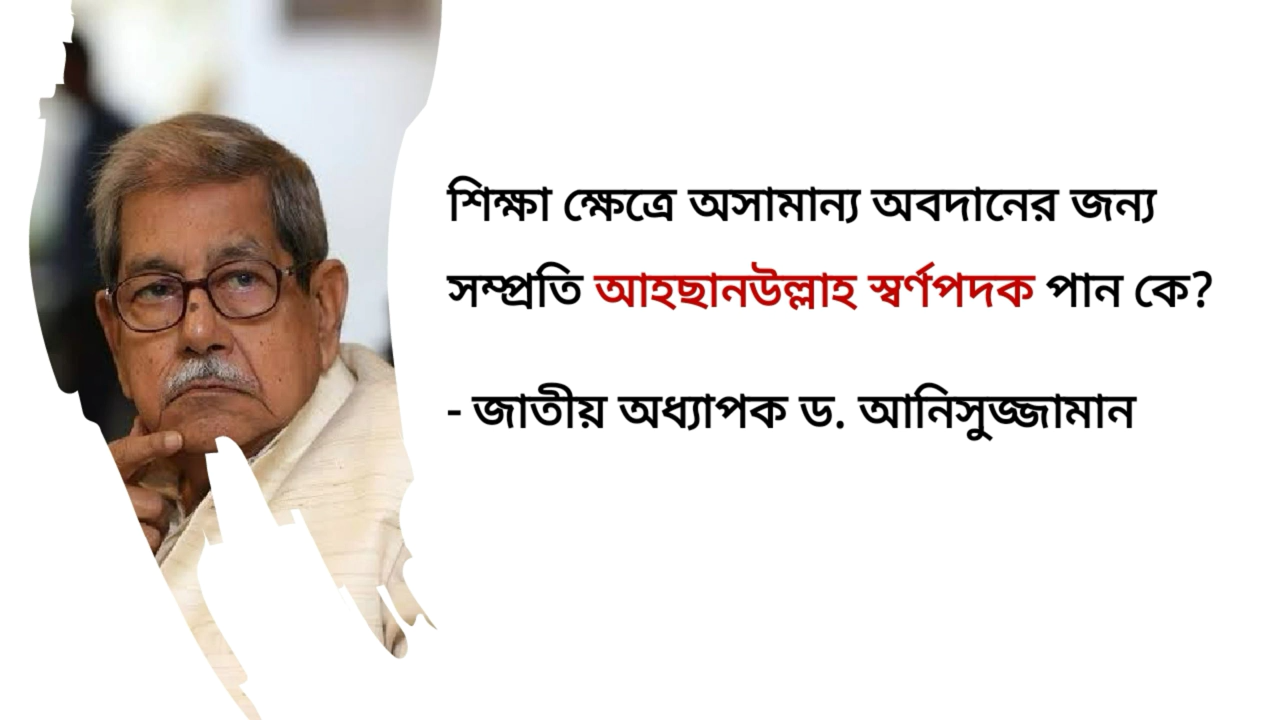 শিক্ষা ক্ষেত্রে অসামান্য অবদানের জন্য
সম্প্রতি আহছানউল্লাহ স্বর্ণপদক পান কে?
- জাতীয় অধ্যাপক ড. আনিসুজ্জামান